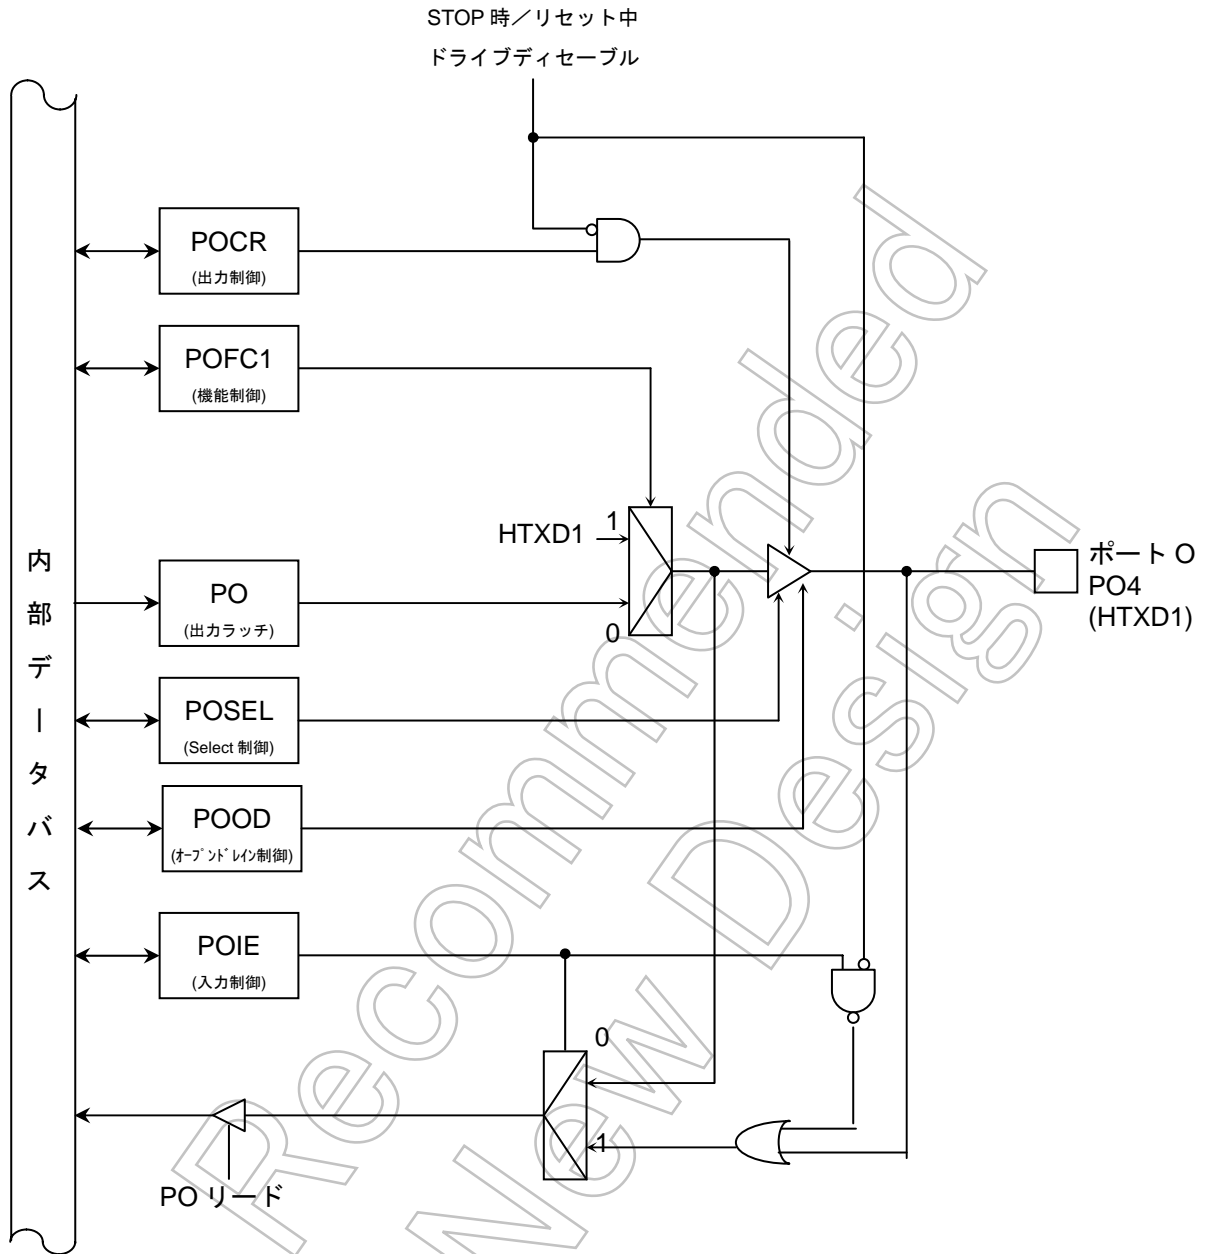 STOP 時／リセット中
ドライブディセーブル
POCR
(出力制御)
POFC1
(機能制御)
HTXD1
1
0
PO
(出力ラッチ)
POSEL
(Select 制御)
POOD
(ｵｰﾌﾟﾝﾄﾞﾚｲﾝ制御)
POIE
(入力制御)
内部データバス
ポート O
PO4
(HTXD1)
0
1
PO リード
Recommended
New Design